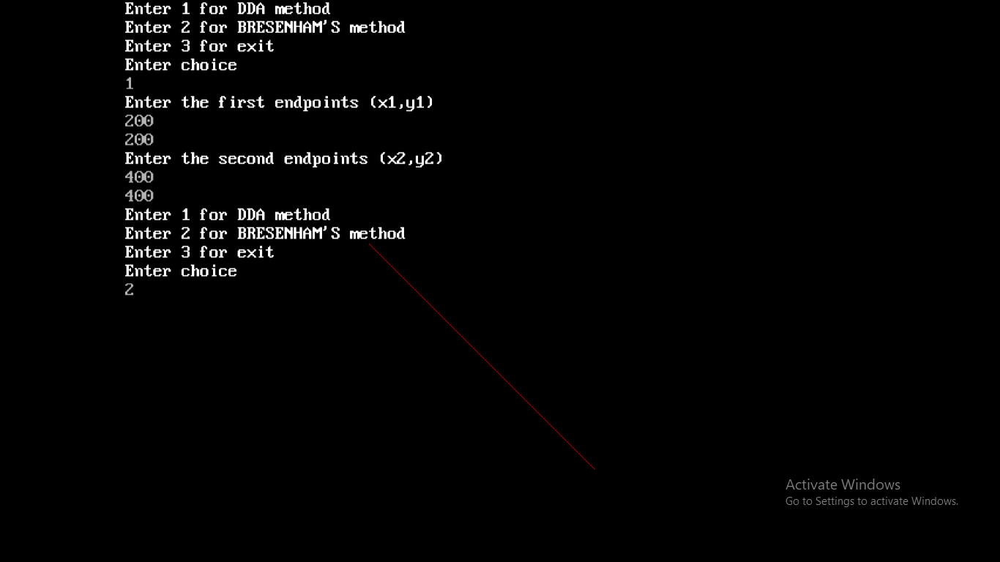 Enter 1 for DDA method
Enter 2 for BRESENHAM'S method
Enter 3 for exit
Enter choice
1
Enter the first endpoints (x1,y1)
200
200
Enter the second endpoints (x2,y2)
400
400
Enter 1 for DDA method
Enter 2 for BRESENHAM'S method
Enter 3 for exit
Enter choice
2
Activate Windows
Go to Settings to activate Windows.